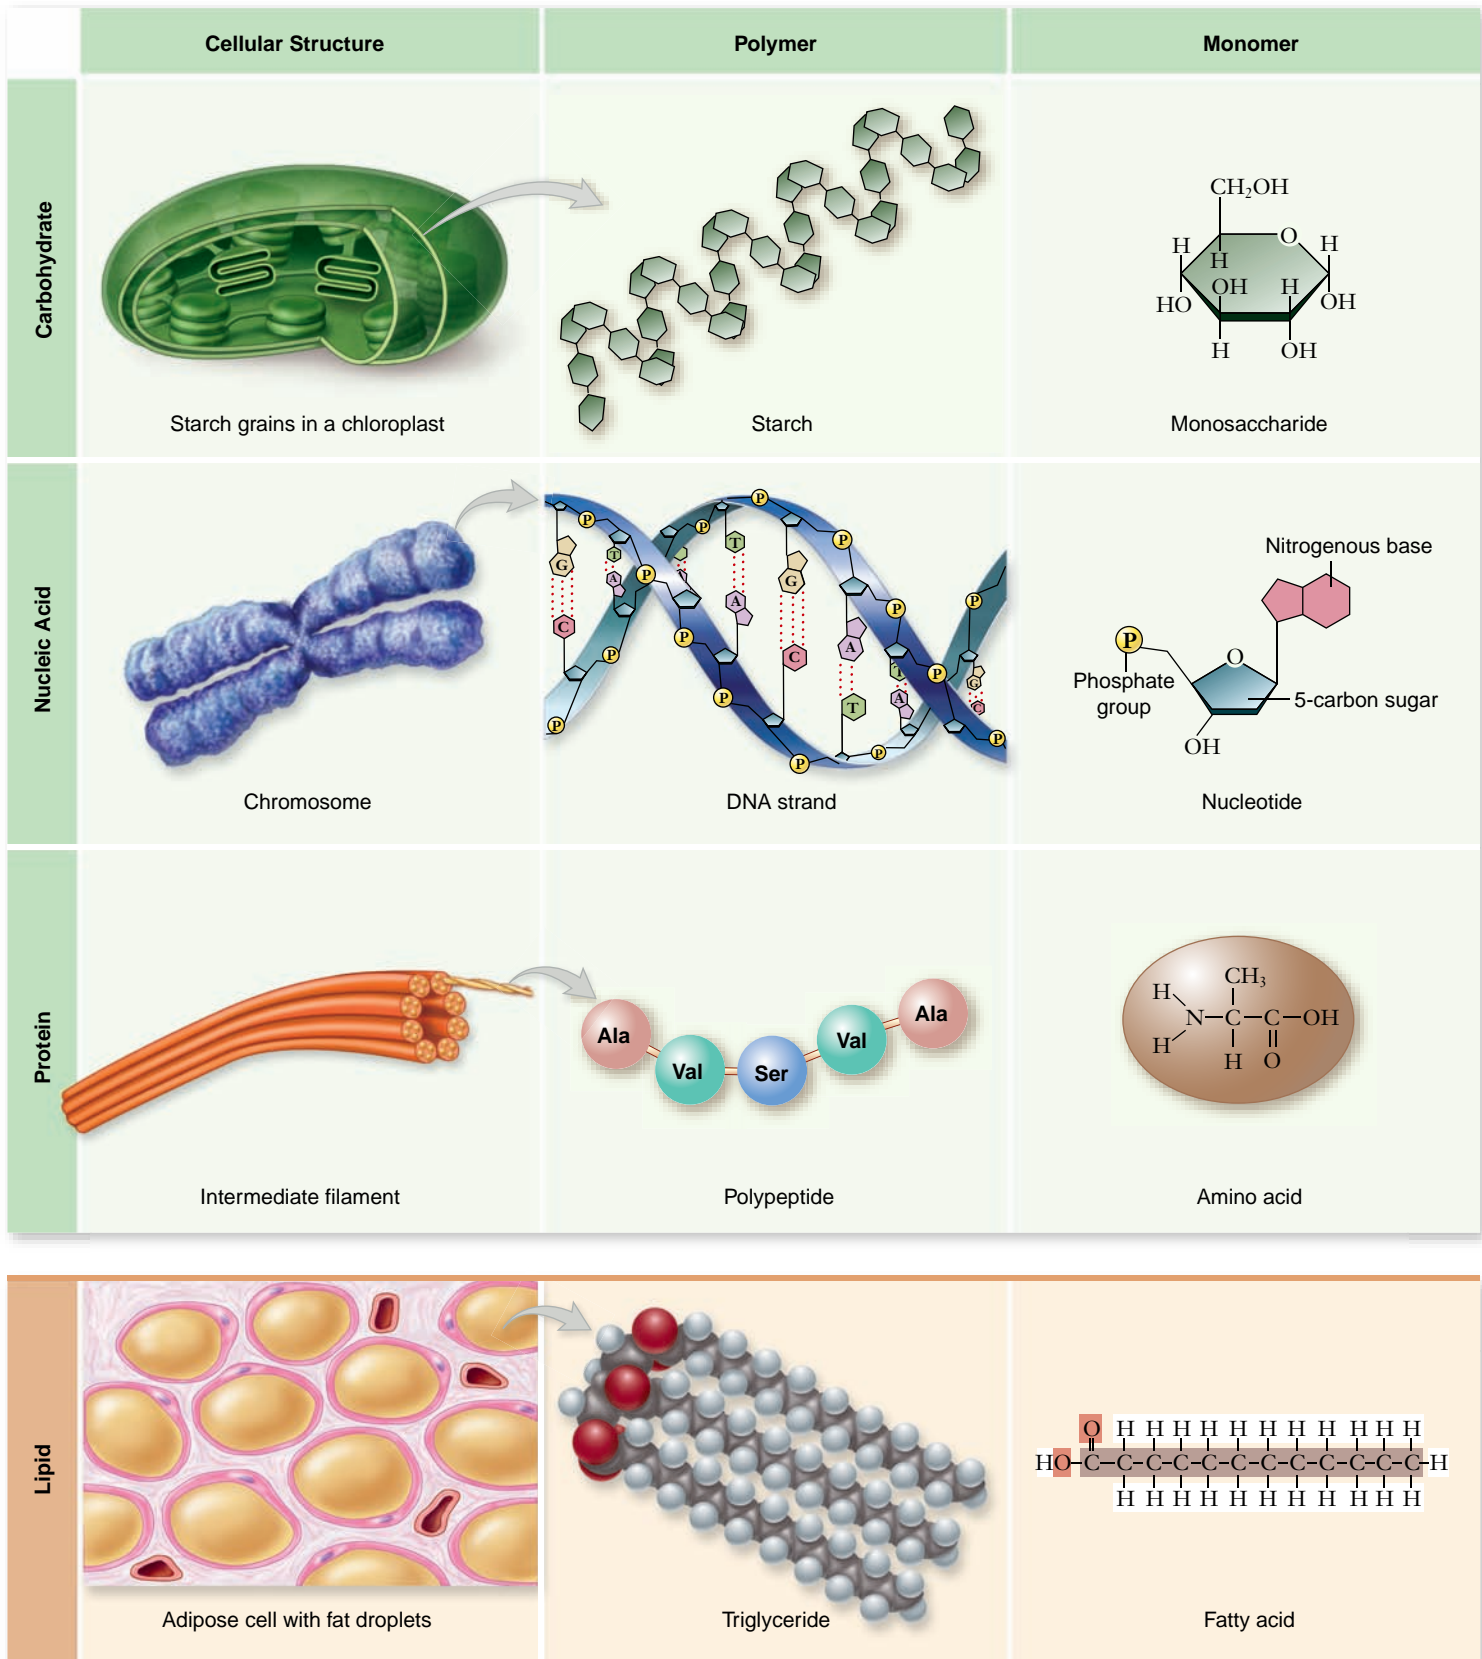 Cellular Structure
Polymer
Monomer
Carbohydrate
Starch grains in a chloroplast
Starch
CH₂OH
H
O
H
H
OH
H
HO
OH
H
OH
Monosaccharide
Nucleic Acid
Chromosome
P
P
P
P
T
G
T
G
P
A
P
A
C
P
P
A
C
P
T
A
P
G
P
C
T
P
P
P
P
DNA strand
Nitrogenous base
P
O
Phosphate
group
5-carbon sugar
OH
Nucleotide
Protein
Intermediate filament
Ala
Val
Ser
Val
Ala
Polypeptide
CH₃
H
N–C–C–OH
H
H O
Amino acid
Lipid
Adipose cell with fat droplets
Triglyceride
O H H H H H H H H H H H
HO–C–C–C–C–C–C–C–C–C–C–C–C–H
H H H H H H H H H H H
Fatty acid